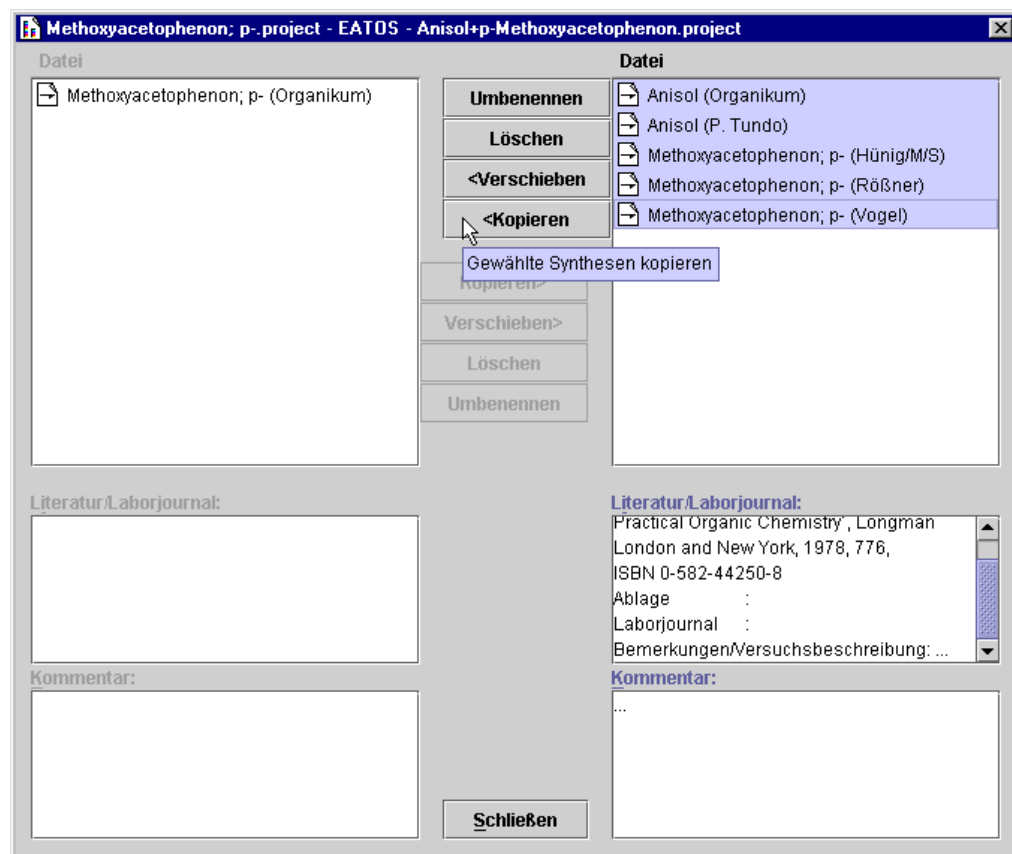 Methoxyacetophenon; p-.project - EATOS - Anisol+p-Methoxyacetophenon.project
Datei
Methoxyacetophenon; p- (Organikum)
Umbenennen
Löschen
<Verschieben
<Kopieren
Gewählte Synthesen kopieren
Kopieren>
Verschieben>
Löschen
Umbenennen
Datei
Anisol (Organikum)
Anisol (P. Tundo)
Methoxyacetophenon; p- (Hünig/M/S)
Methoxyacetophenon; p- (Rößner)
Methoxyacetophenon; p- (Vogel)
Literatur/Laborjournal:
Kommentar:
Literatur/Laborjournal:
Practical Organic Chemistry', Longman
London and New York, 1978, 776,
ISBN 0-582-44250-8
Ablage :
Laborjournal :
Bemerkungen/Versuchsbeschreibung: ...
Kommentar:
...
Schließen